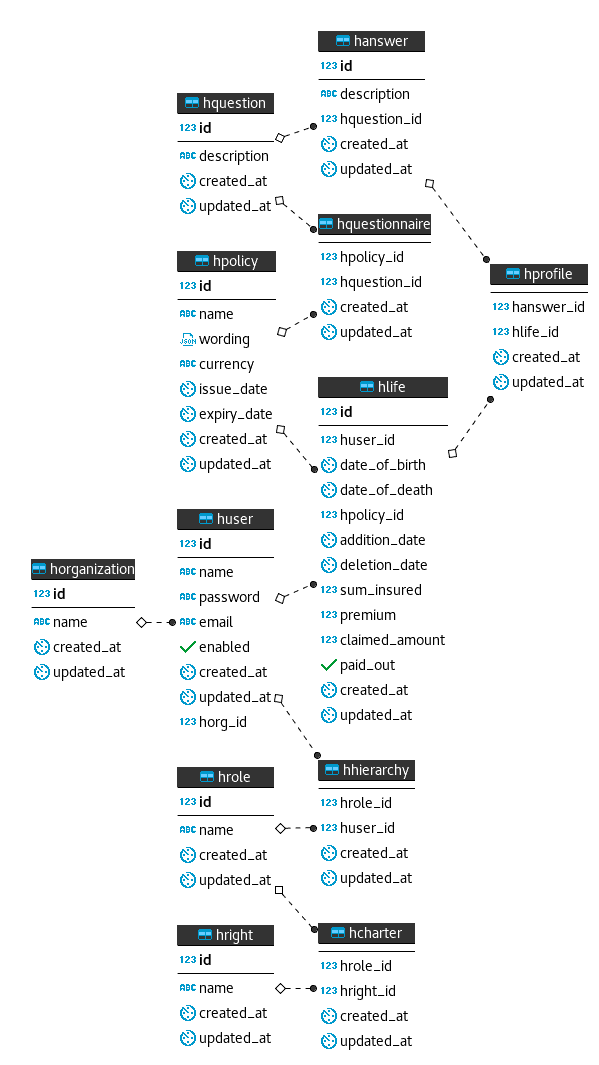 hanswer
123 id
ABC description
123 hquestion_id
created_at
updated_at
hquestion
123 id
ABC description
created_at
updated_at
hquestionnaire
123 hpolicy_id
123 hquestion_id
created_at
updated_at
hpolicy
123 id
ABC name
JSON wording
ABC currency
issue_date
expiry_date
created_at
updated_at
hprofile
123 hanswer_id
123 hlife_id
created_at
updated_at
hlife
123 id
123 huser_id
date_of_birth
date_of_death
123 hpolicy_id
addition_date
deletion_date
123 sum_insured
123 premium
123 claimed_amount
paid_out
created_at
updated_at
huser
123 id
ABC name
ABC password
ABC email
enabled
created_at
updated_at
123 horg_id
horganization
123 id
ABC name
created_at
updated_at
hhierarchy
123 hrole_id
123 huser_id
created_at
updated_at
hrole
123 id
ABC name
created_at
updated_at
hcharter
123 hrole_id
123 hright_id
created_at
updated_at
hright
123 id
ABC name
created_at
updated_at